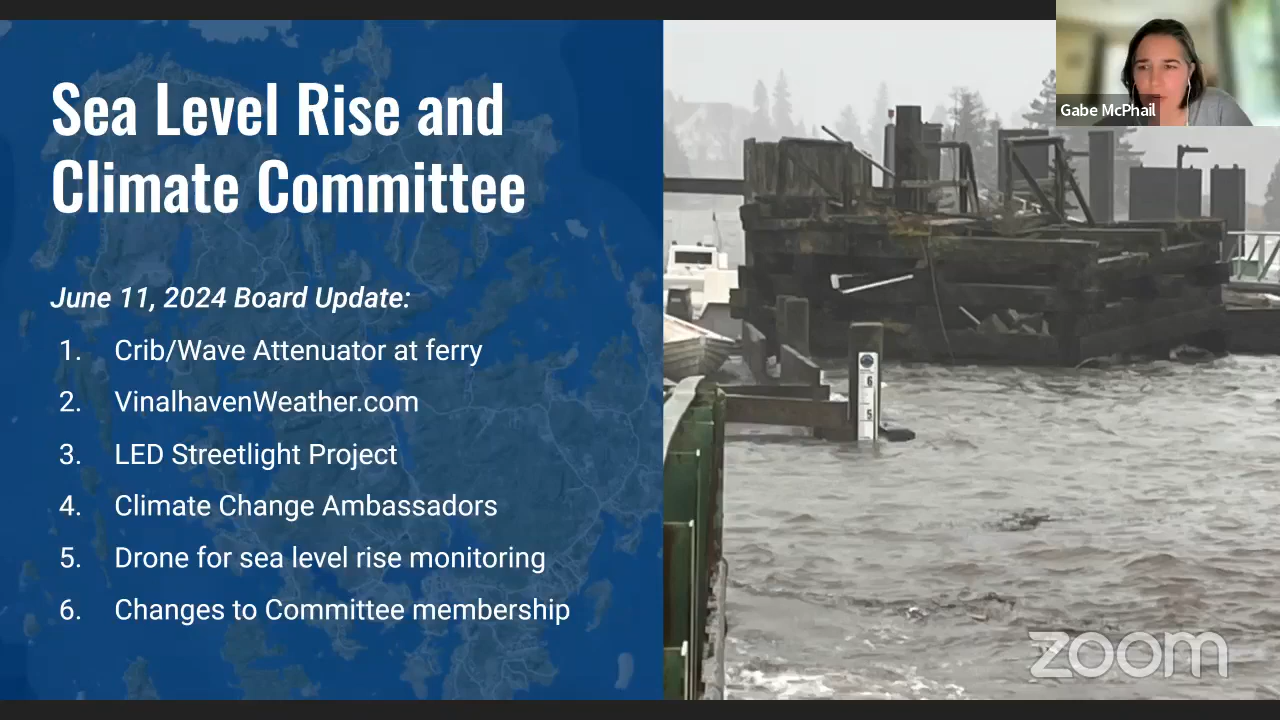 Sea Level Rise and
Climate Committee
June 11, 2024 Board Update:
1. Crib/Wave Attenuator at ferry
2. VinalhavenWeather.com
3. LED Streetlight Project
4. Climate Change Ambassadors
5. Drone for sea level rise monitoring
6. Changes to Committee membership
Gabe McPhail
6
5
zoom